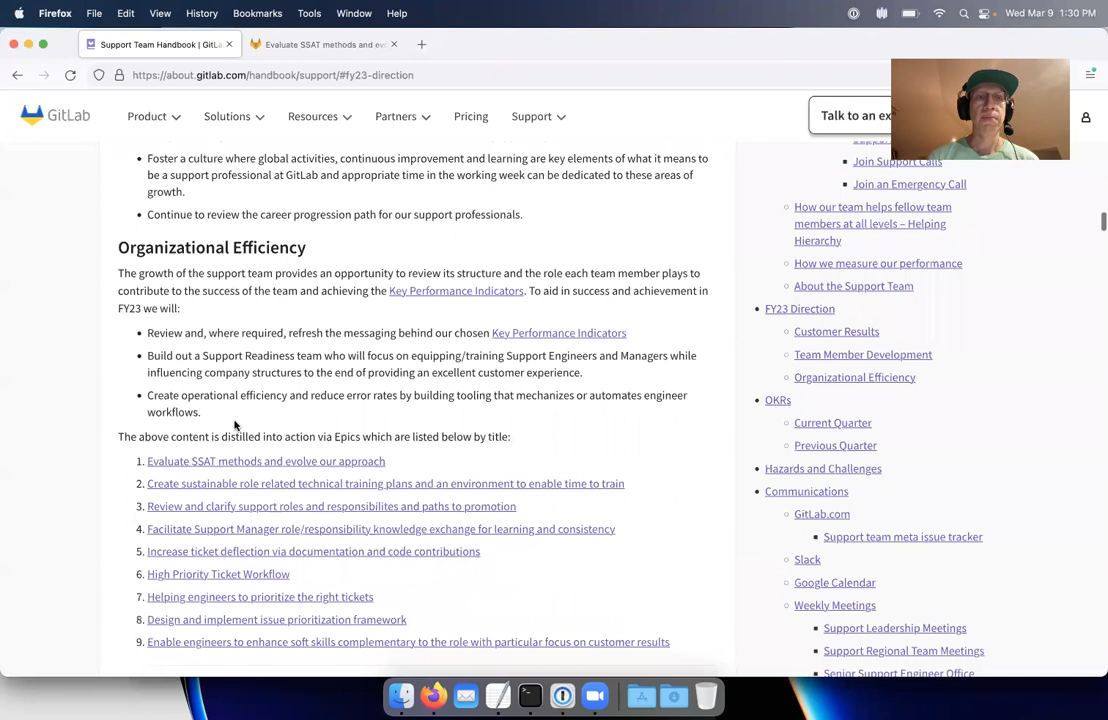 Firefox File Edit View History Bookmarks Tools Window Help Wed Mar 9 1:30 PM
Support Team Handbook | GitLa
Evaluate SSAT methods and ev
https://about.gitlab.com/handbook/support/#fy23-direction
GitLab Product Solutions Resources Partners Pricing Support Talk to an ex
Foster a culture where global activities, continuous improvement and learning are key elements of what it means to
be a support professional at GitLab and appropriate time in the working week can be dedicated to these areas of
growth.
Continue to review the career progression path for our support professionals.
Organizational Efficiency
The growth of the support team provides an opportunity to review its structure and the role each team member plays to
contribute to the success of the team and achieving the Key Performance Indicators. To aid in success and achievement in
FY23 we will:
Review and, where required, refresh the messaging behind our chosen Key Performance Indicators
Build out a Support Readiness team who will focus on equipping/training Support Engineers and Managers while
influencing company structures to the end of providing an excellent customer experience.
Create operational efficiency and reduce error rates by building tooling that mechanizes or automates engineer
workflows.
The above content is distilled into action via Epics which are listed below by title:
1. Evaluate SSAT methods and evolve our approach
2. Create sustainable role related technical training plans and an environment to enable time to train
3. Review and clarify support roles and responsibilites and paths to promotion
4. Facilitate Support Manager role/responsibility knowledge exchange for learning and consistency
5. Increase ticket deflection via documentation and code contributions
6. High Priority Ticket Workflow
7. Helping engineers to prioritize the right tickets
8. Design and implement issue prioritization framework
9. Enable engineers to enhance soft skills complementary to the role with particular focus on customer results
Join Support Calls
Join an Emergency Call
How our team helps fellow team
members at all levels – Helping
Hierarchy
How we measure our performance
About the Support Team
FY23 Direction
Customer Results
Team Member Development
Organizational Efficiency
OKRs
Current Quarter
Previous Quarter
Hazards and Challenges
Communications
GitLab.com
Support team meta issue tracker
Slack
Google Calendar
Weekly Meetings
Support Leadership Meetings
Support Regional Team Meetings
Senior Support Engineer Office